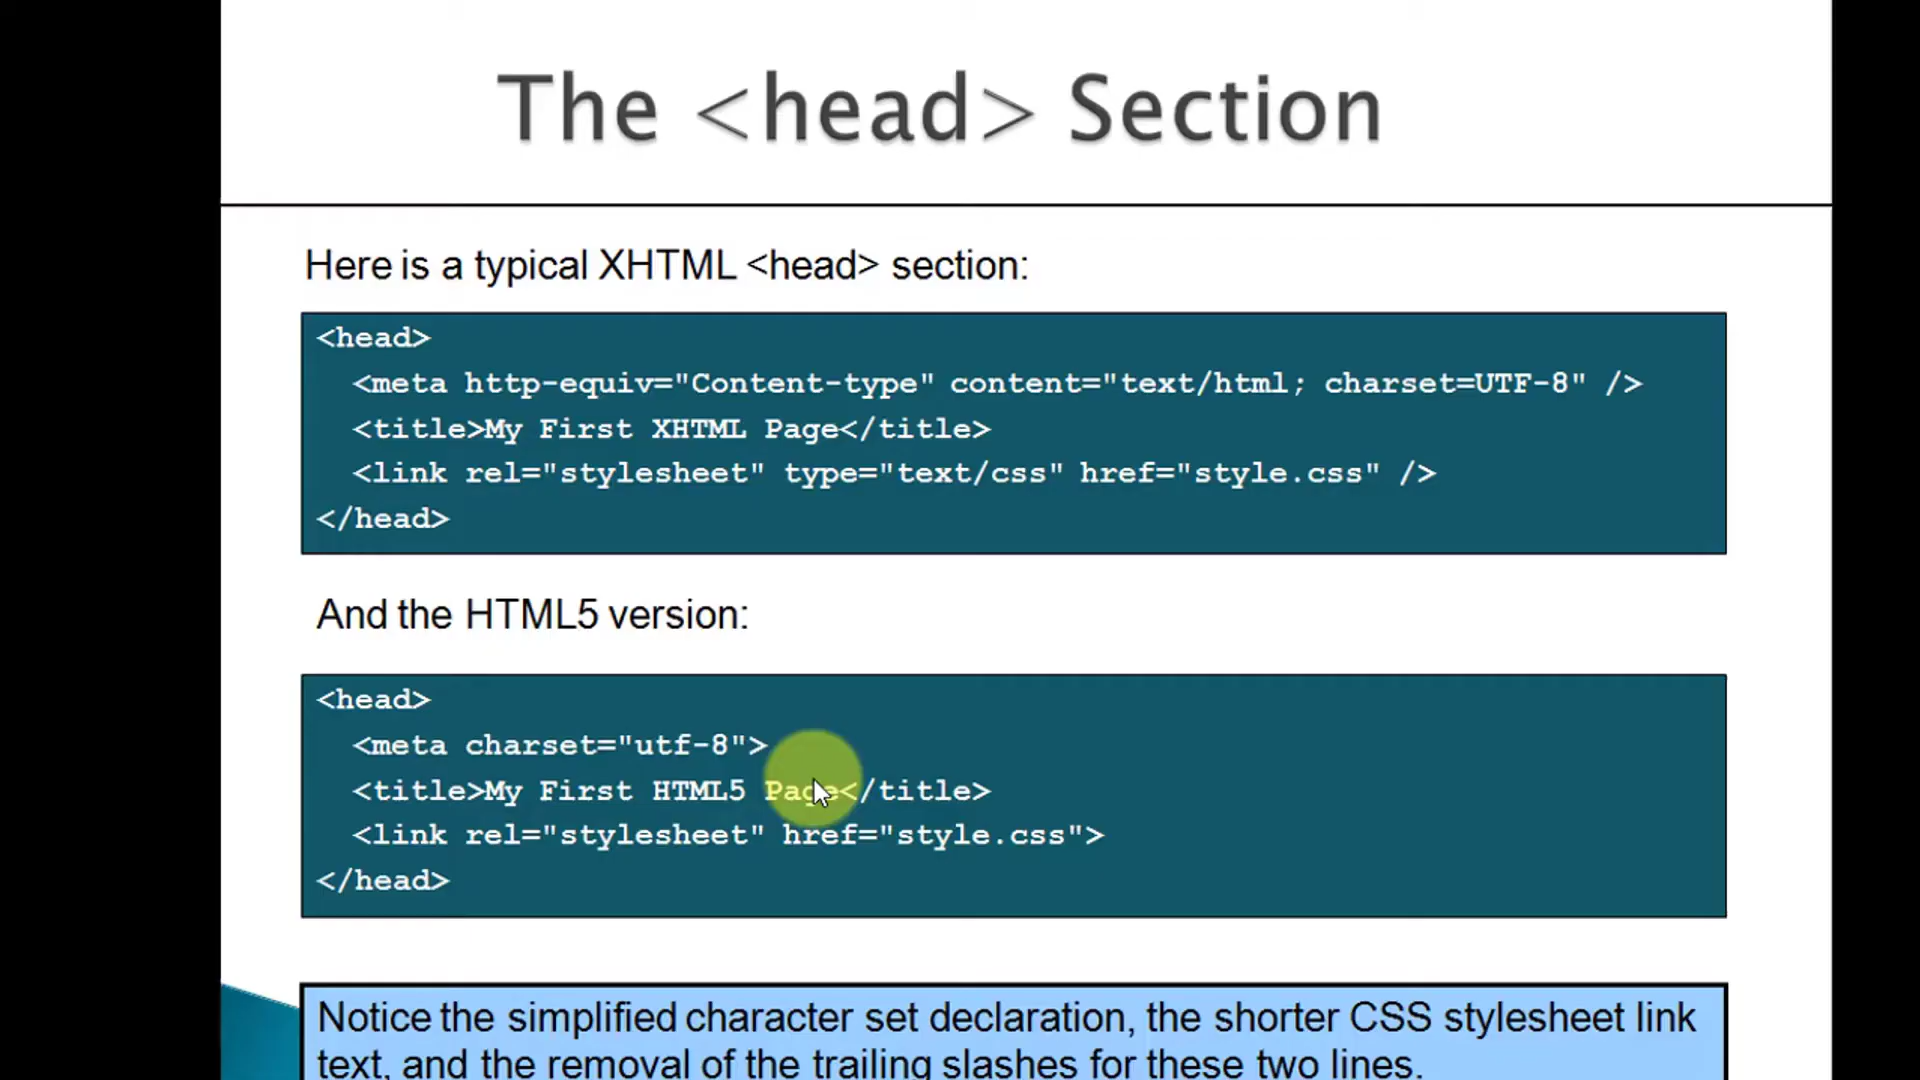 The <head> Section
Here is a typical XHTML <head> section:
<head>
<meta http-equiv="Content-type" content="text/html; charset=UTF-8" />
<title>My First XHTML Page</title>
<link rel="stylesheet" type="text/css" href="style.css" />
</head>
And the HTML5 version:
<head>
<meta charset="utf-8">
<title>My First HTML5 Page</title>
<link rel="stylesheet" href="style.css">
</head>
Notice the simplified character set declaration, the shorter CSS stylesheet link
text, and the removal of the trailing slashes for these two lines.